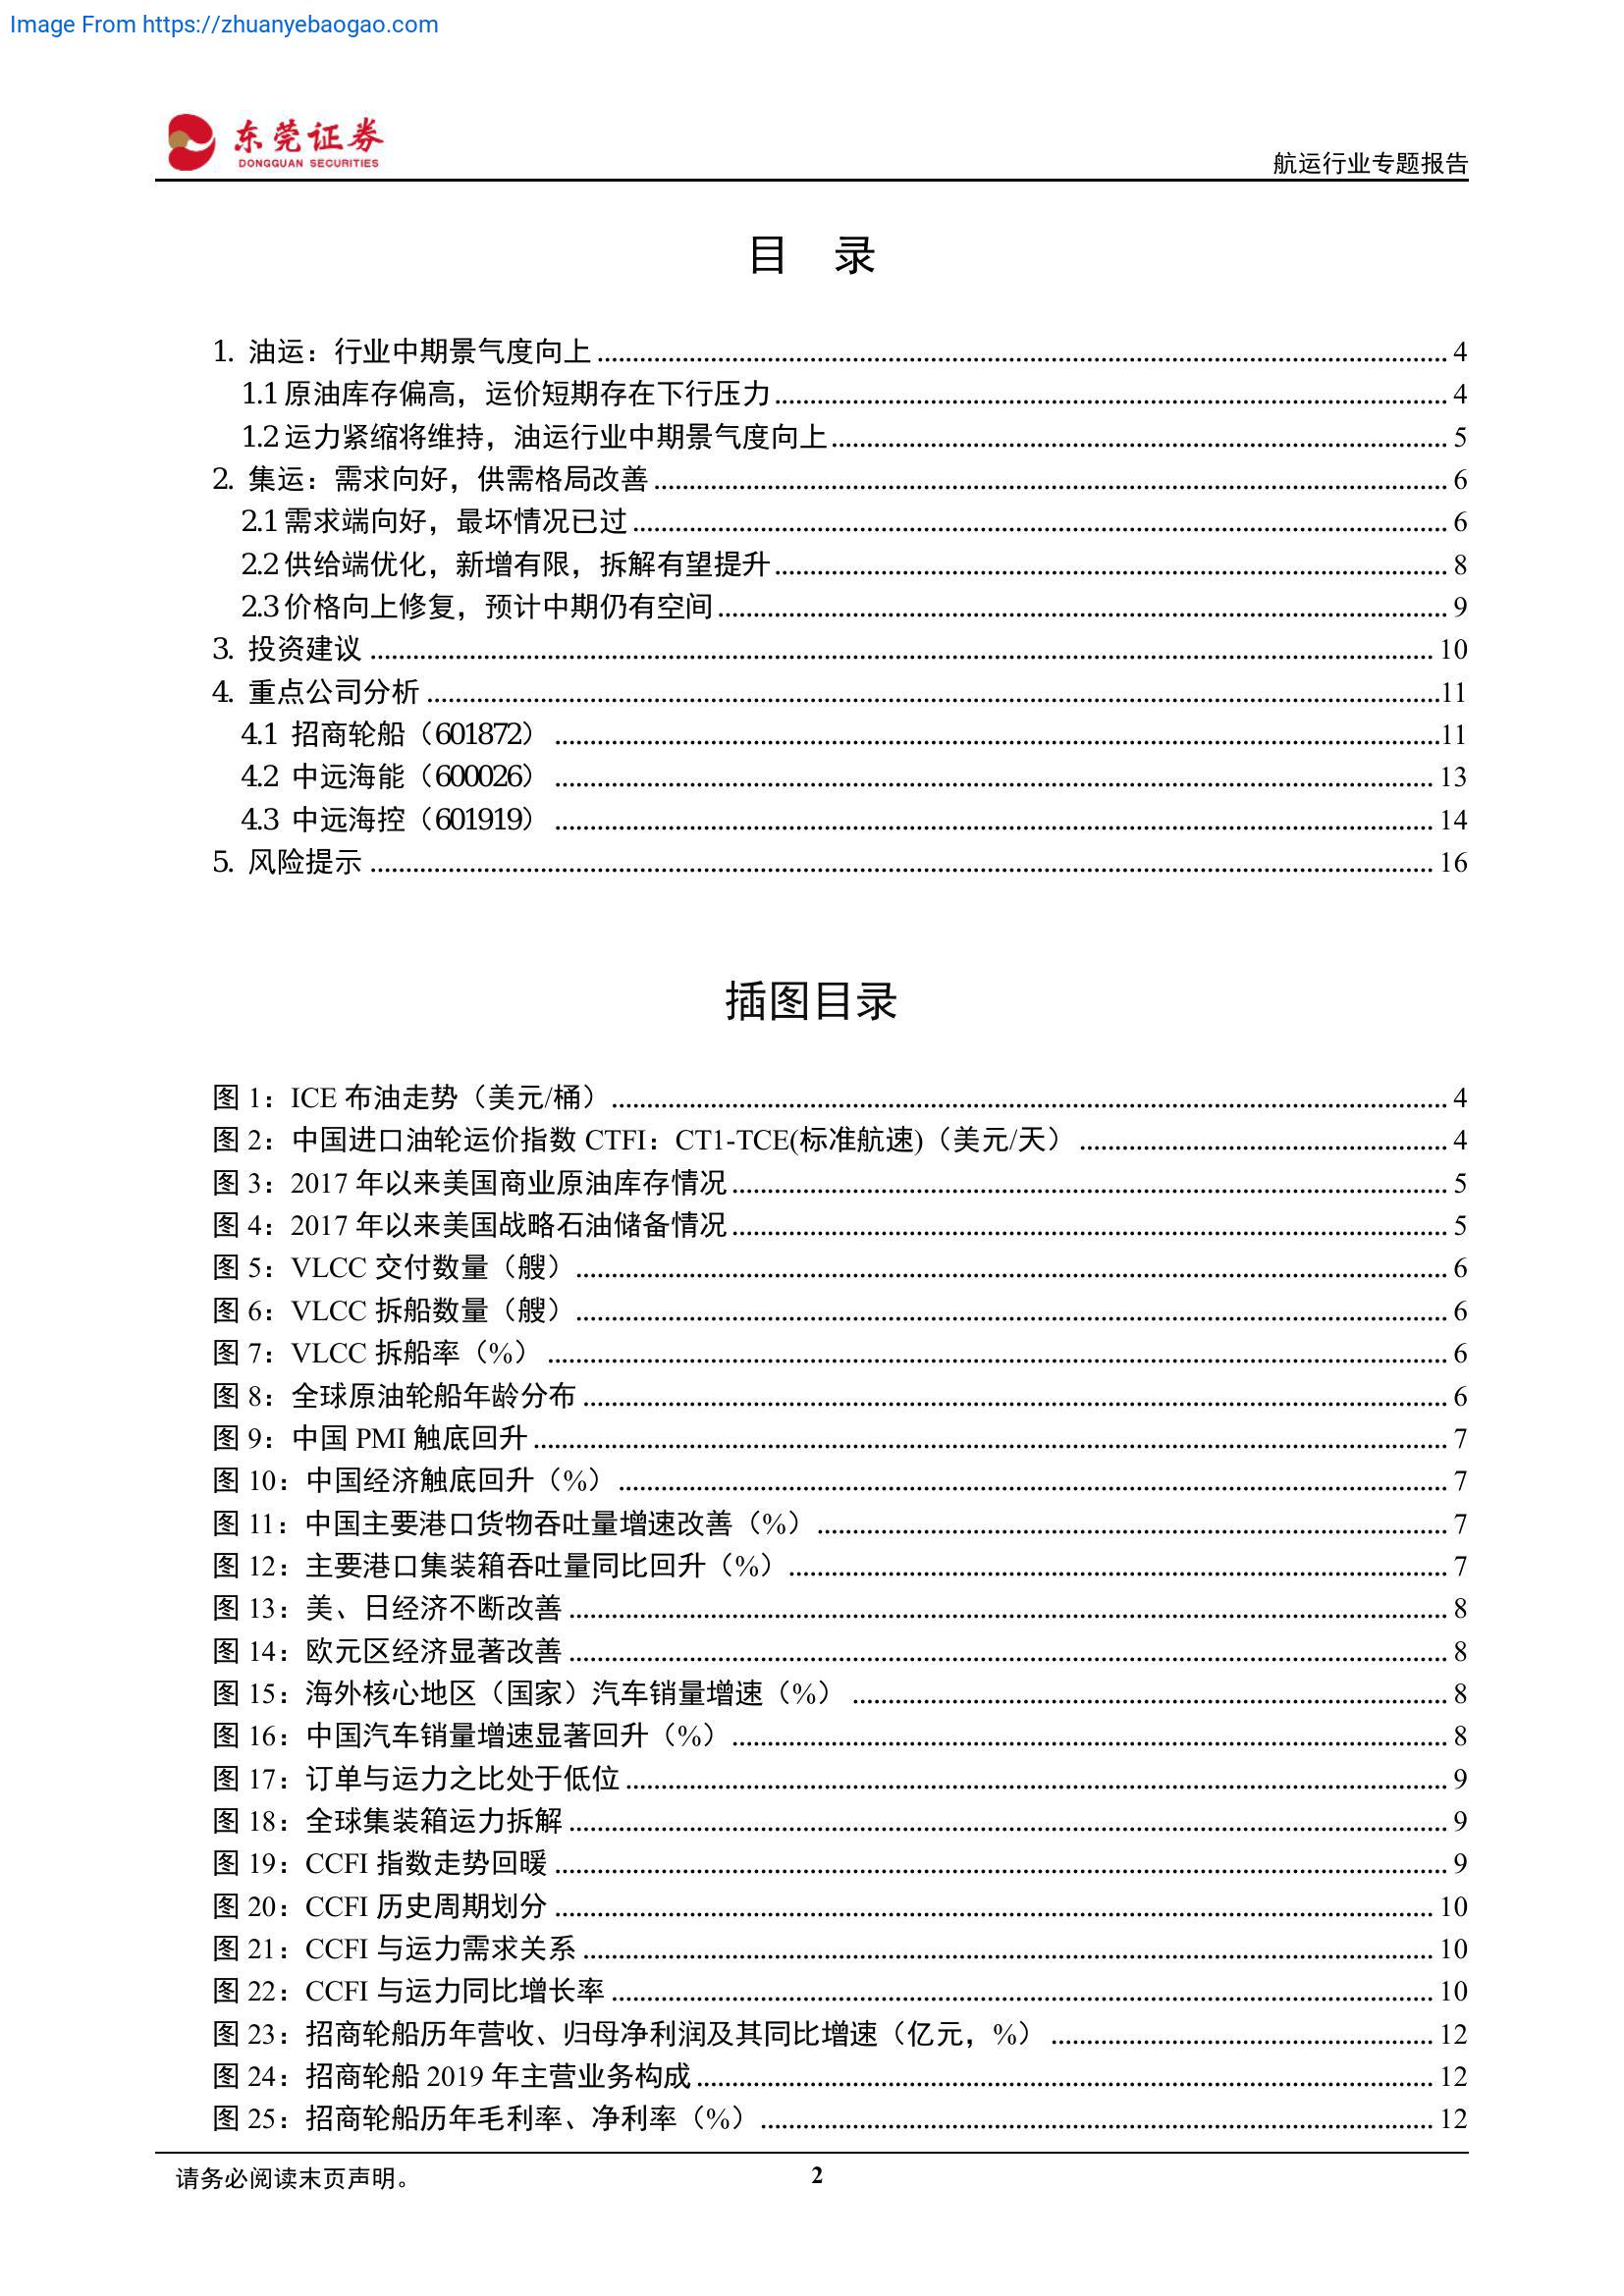 Image From https://zhuanyebaogao.com
东莞证券
DONGGUAN SECURITIES
航运行业专题报告
目 录
1. 油运：行业中期景气度向上 4
1.1 原油库存偏高，运价短期存在下行压力 4
1.2 运力紧缩将维持，油运行业中期景气度向上 5
2. 集运：需求向好，供需格局改善 6
2.1 需求端向好，最坏情况已过 6
2.2 供给端优化，新增有限，拆解有望提升 8
2.3 价格向上修复，预计中期仍有空间 9
3. 投资建议 10
4. 重点公司分析 11
4.1 招商轮船（601872） 11
4.2 中远海能（600026） 13
4.3 中远海控（601919） 14
5. 风险提示 16
插图目录
图 1：ICE 布油走势（美元/桶） 4
图 2：中国进口油轮运价指数 CTFI：CT1-TCE(标准航速)（美元/天） 4
图 3：2017 年以来美国商业原油库存情况 5
图 4：2017 年以来美国战略石油储备情况 5
图 5：VLCC 交付数量（艘） 6
图 6：VLCC 拆船数量（艘） 6
图 7：VLCC 拆船率（%） 6
图 8：全球原油轮船年龄分布 6
图 9：中国 PMI 触底回升 7
图 10：中国经济触底回升（%） 7
图 11：中国主要港口货物吞吐量增速改善（%） 7
图 12：主要港口集装箱吞吐量同比回升（%） 7
图 13：美、日经济不断改善 8
图 14：欧元区经济显著改善 8
图 15：海外核心地区（国家）汽车销量增速（%） 8
图 16：中国汽车销量增速显著回升（%） 8
图 17：订单与运力之比处于低位 9
图 18：全球集装箱运力拆解 9
图 19：CCFI 指数走势回暖 9
图 20：CCFI 历史周期划分 10
图 21：CCFI 与运力需求关系 10
图 22：CCFI 与运力同比增长率 10
图 23：招商轮船历年营收、归母净利润及其同比增速（亿元，%） 12
图 24：招商轮船 2019 年主营业务构成 12
图 25：招商轮船历年毛利率、净利率（%） 12
请务必阅读末页声明。
2